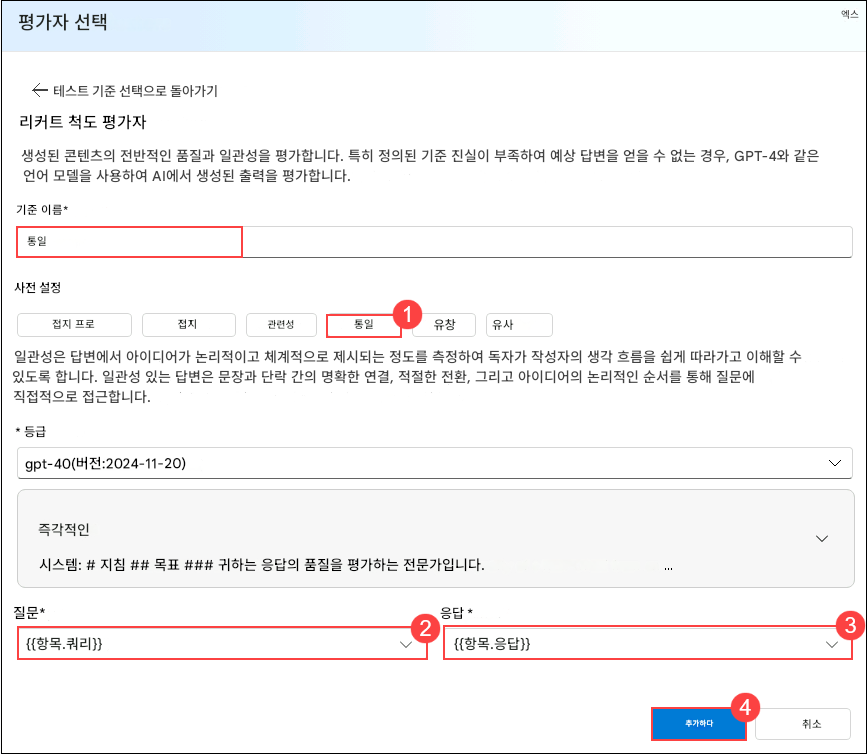 평가자 선택
엑스
← 테스트 기준 선택으로 돌아가기
리커트 척도 평가자
생성된 콘텐츠의 전반적인 품질과 일관성을 평가합니다. 특히 정의된 기준 진실이 부족하여 예상 답변을 얻을 수 없는 경우, GPT-4와 같은
언어 모델을 사용하여 AI에서 생성된 출력을 평가합니다.
기준 이름*
통일
사전 설정
접지 프로 접지 관련성 통일 1 유창 유사
일관성은 답변에서 아이디어가 논리적이고 체계적으로 제시되는 정도를 측정하여 독자가 작성자의 생각 흐름을 쉽게 따라가고 이해할 수
있도록 합니다. 일관성 있는 답변은 문장과 단락 간의 명확한 연결, 적절한 전환, 그리고 아이디어의 논리적인 순서를 통해 질문에
직접적으로 접근합니다.
* 등급
gpt-40(버전:2024-11-20)
즉각적인
시스템: # 지침 ## 목표 ### 귀하는 응답의 품질을 평가하는 전문가입니다. ...
질문* 응답 *
{{항목.쿼리}} 2 {{항목.응답}} 3
추가하다 4 취소